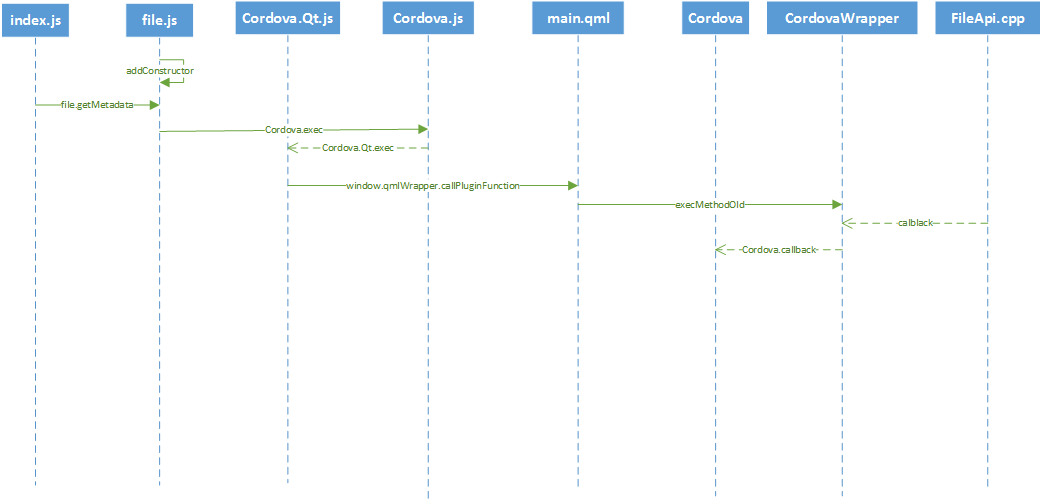 index.js
file.js
Cordova.Qt.js
Cordova.js
main.qml
Cordova
CordovaWrapper
FileApi.cpp
addConstructor
file.getMetadata
Cordova.exec
Cordova.Qt.exec
window.qmlWrapper.callPluginFunction
execMethodOld
calblack
Cordova.callback